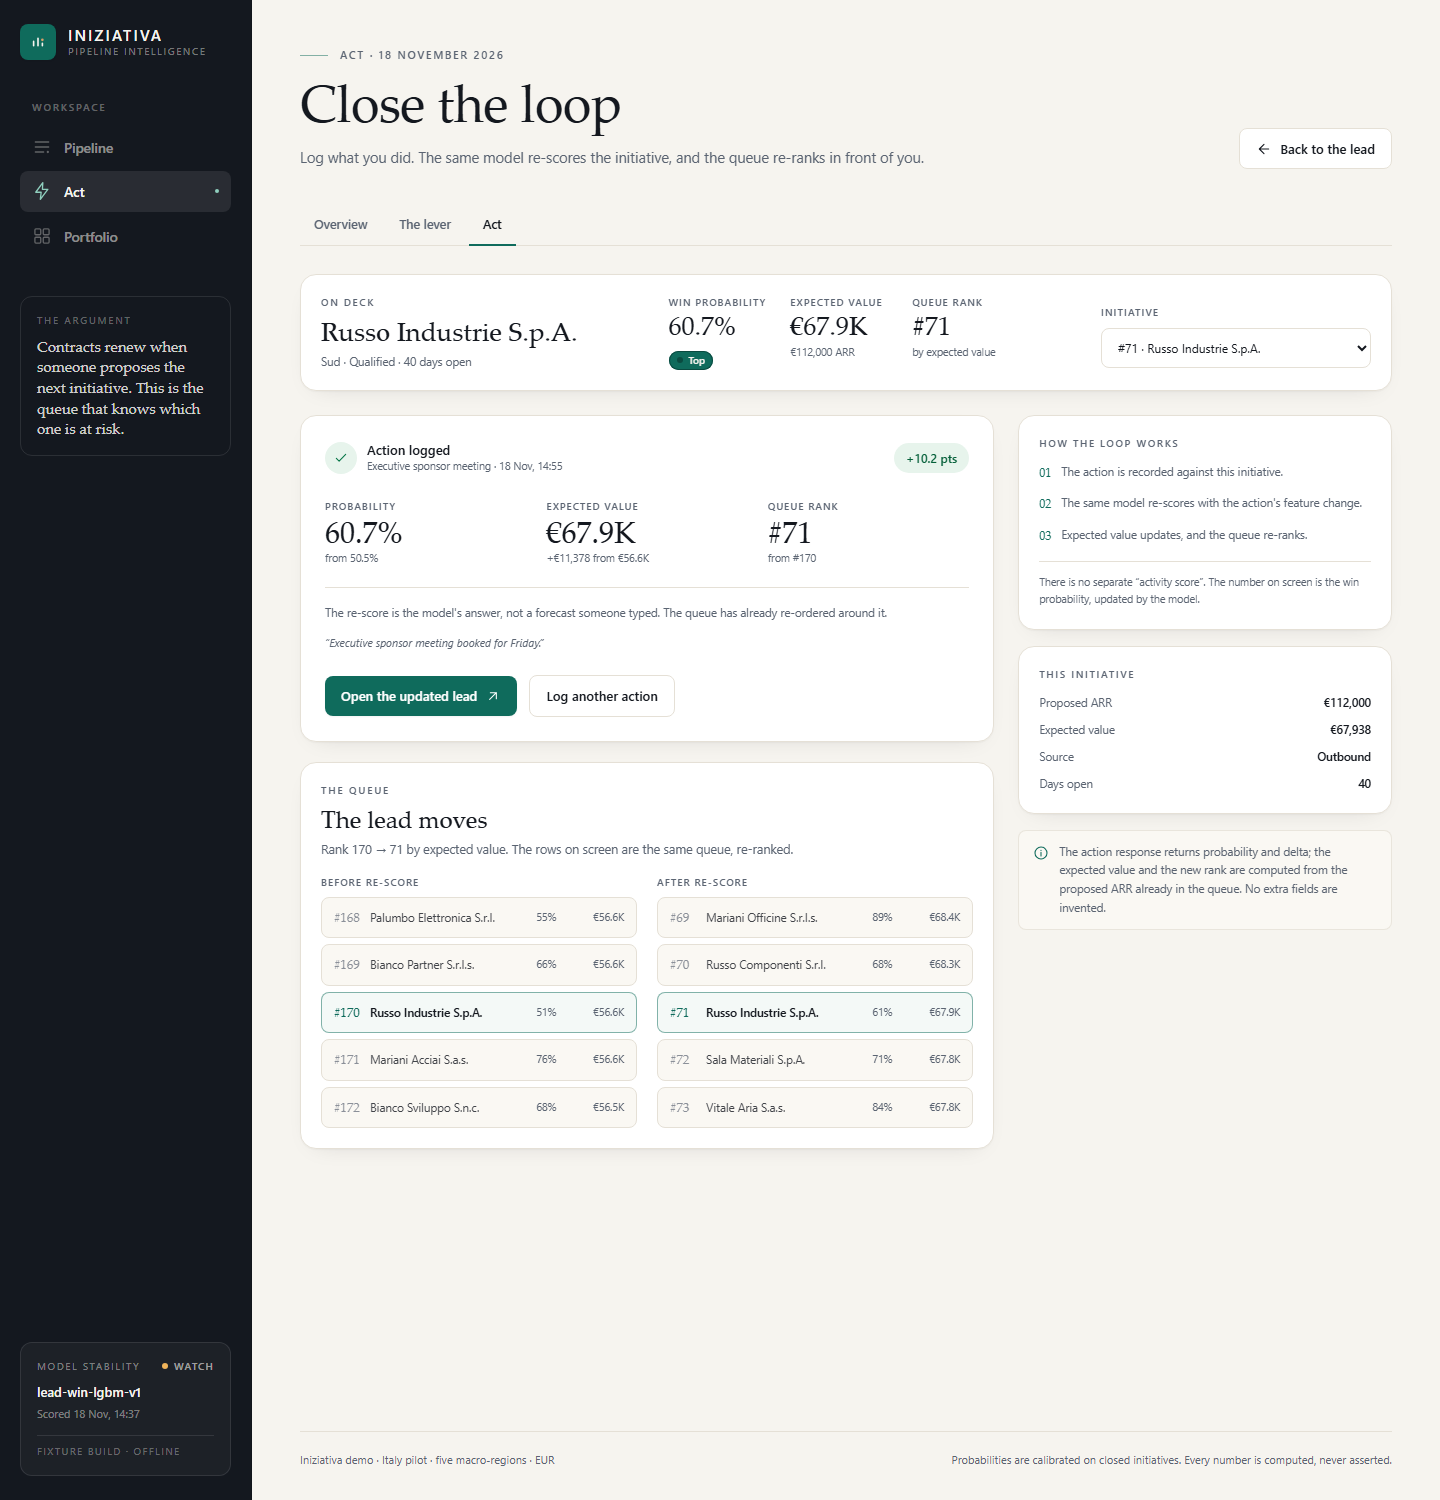 INIZIATIVA
PIPELINE INTELLIGENCE
WORKSPACE
Pipeline
Act
Portfolio
THE ARGUMENT
Contracts renew when
someone proposes the
next initiative. This is the
queue that knows which
one is at risk.
MODEL STABILITY
WATCH
lead-win-lgbm-v1
Scored 18 Nov, 14:37
FIXTURE BUILD · OFFLINE
ACT · 18 NOVEMBER 2026
Close the loop
Log what you did. The same model re-scores the initiative, and the queue re-ranks in front of you.
Back to the lead
Overview
The lever
Act
ON DECK
Russo Industrie S.p.A.
Sud · Qualified · 40 days open
WIN PROBABILITY
60.7%
Top
EXPECTED VALUE
€67.9K
€112,000 ARR
QUEUE RANK
#71
by expected value
INITIATIVE
#71 · Russo Industrie S.p.A.
Action logged
Executive sponsor meeting · 18 Nov, 14:55
+10.2 pts
PROBABILITY
60.7%
from 50.5%
EXPECTED VALUE
€67.9K
+€11,378 from €56.6K
QUEUE RANK
#71
from #170
The re-score is the model's answer, not a forecast someone typed. The queue has already re-ordered around it.
“Executive sponsor meeting booked for Friday.”
Open the updated lead
Log another action
THE QUEUE
The lead moves
Rank 170 → 71 by expected value. The rows on screen are the same queue, re-ranked.
BEFORE RE-SCORE
#168 Palumbo Elettronica S.r.l. 55% €56.6K
#169 Bianco Partner S.r.l.s. 66% €56.6K
#170 Russo Industrie S.p.A. 51% €56.6K
#171 Mariani Acciai S.a.s. 76% €56.6K
#172 Bianco Sviluppo S.n.c. 68% €56.5K
AFTER RE-SCORE
#69 Mariani Officine S.r.l.s. 89% €68.4K
#70 Russo Componenti S.r.l. 68% €68.3K
#71 Russo Industrie S.p.A. 61% €67.9K
#72 Sala Materiali S.p.A. 71% €67.8K
#73 Vitale Aria S.a.s. 84% €67.8K
HOW THE LOOP WORKS
01 The action is recorded against this initiative.
02 The same model re-scores with the action's feature change.
03 Expected value updates, and the queue re-ranks.
There is no separate “activity score”. The number on screen is the win
probability, updated by the model.
THIS INITIATIVE
Proposed ARR €112,000
Expected value €67,938
Source Outbound
Days open 40
The action response returns probability and delta; the
expected value and the new rank are computed from the
proposed ARR already in the queue. No extra fields are
invented.
Iniziativa demo · Italy pilot · five macro-regions · EUR
Probabilities are calibrated on closed initiatives. Every number is computed, never asserted.